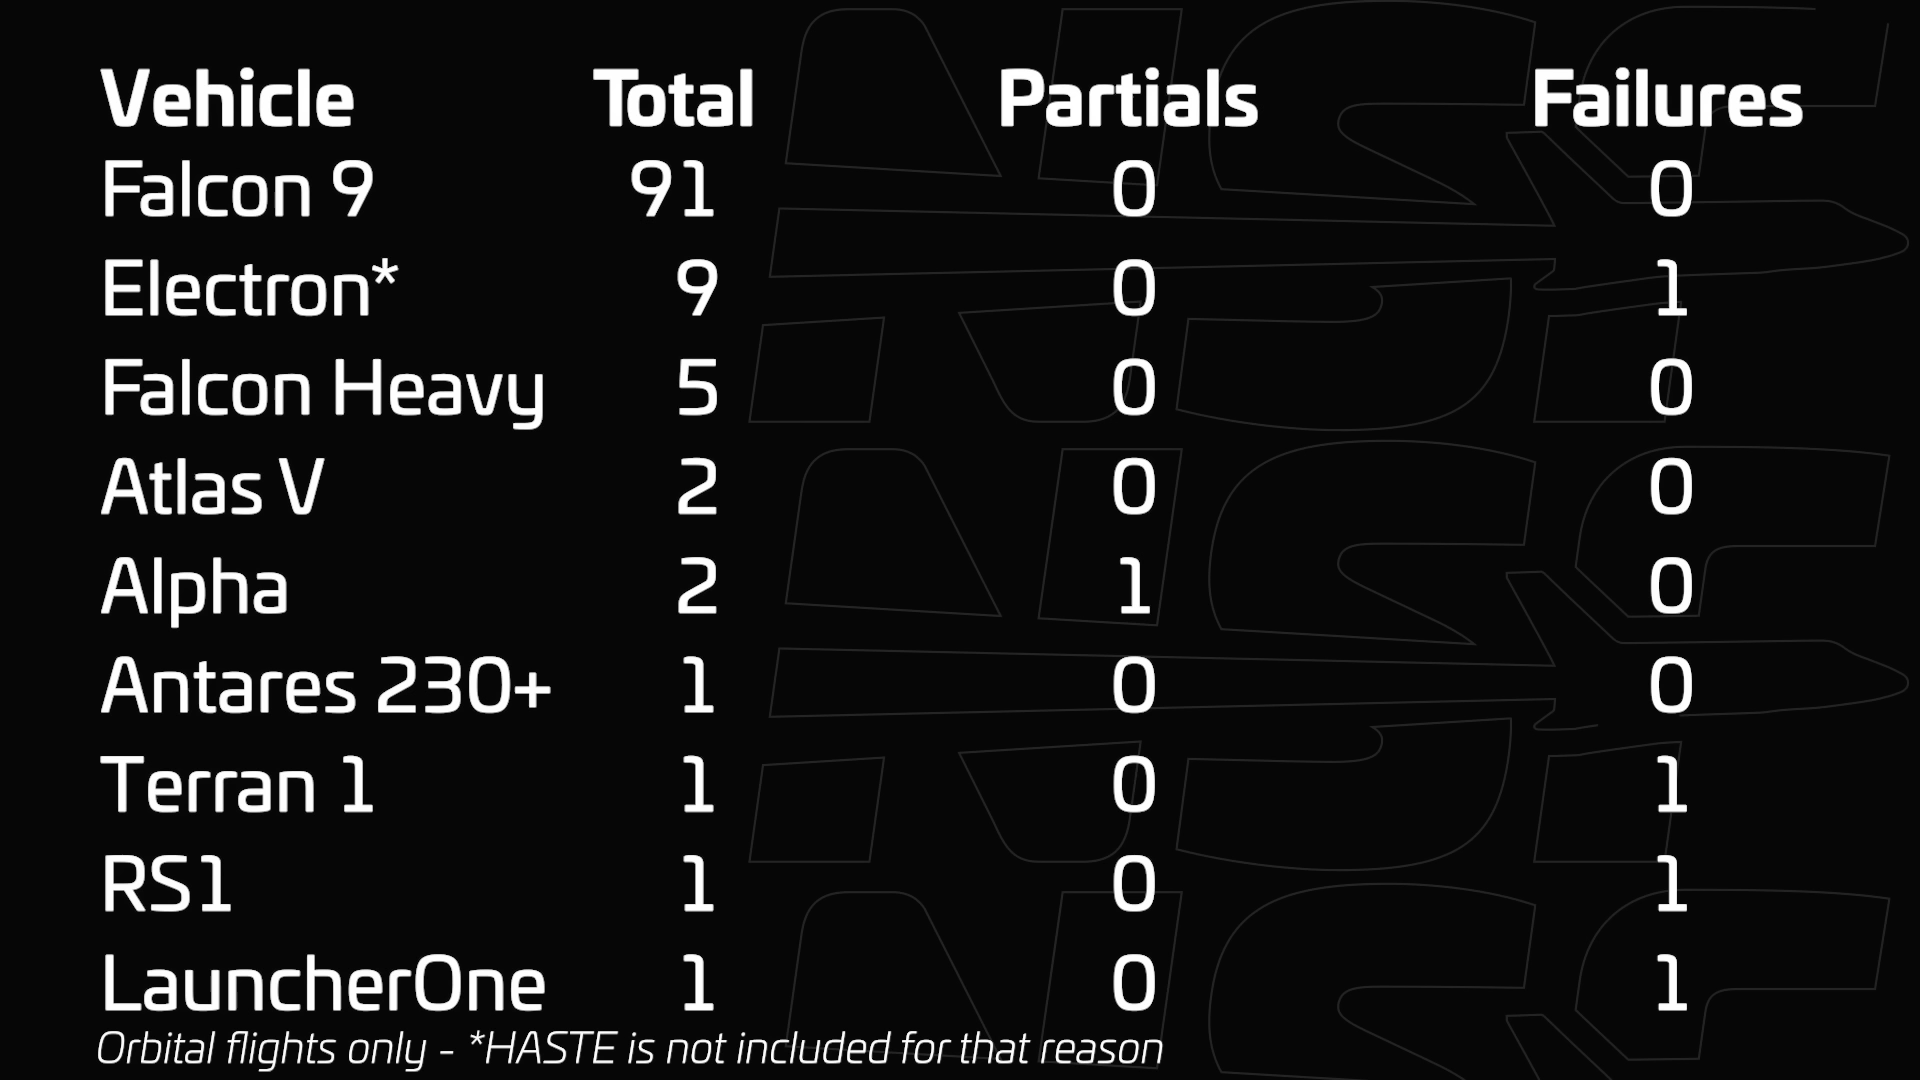 Vehicle Total Partials Failures
Falcon 9 91 0 0
Electron* 9 0 1
Falcon Heavy 5 0 0
Atlas V 2 0 0
Alpha 2 1 0
Antares 230+ 1 0 0
Terran 1 1 0 1
RS1 1 0 1
LauncherOne 1 0 1
Orbital flights only - *HASTE is not included for that reason